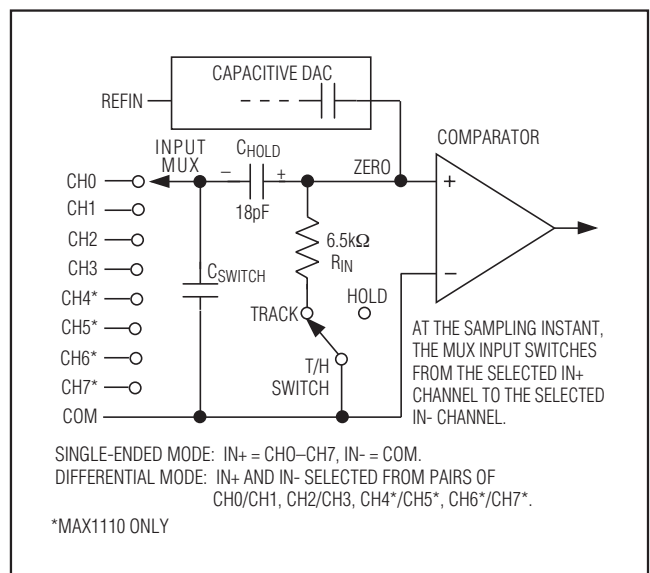 CAPACITIVE DAC
REFIN
COMPARATOR
INPUT
MUX
CHOLD
ZERO
− +
18pF
+
−
CH0
CH1
CH2
CH3
CH4*
CH5*
CH6*
CH7*
COM
CSWITCH
6.5kΩ
RIN
TRACK
HOLD
T/H
SWITCH
AT THE SAMPLING INSTANT,
THE MUX INPUT SWITCHES
FROM THE SELECTED IN+
CHANNEL TO THE SELECTED
IN- CHANNEL.
SINGLE-ENDED MODE: IN+ = CHO–CH7, IN- = COM.
DIFFERENTIAL MODE: IN+ AND IN- SELECTED FROM PAIRS OF
CH0/CH1, CH2/CH3, CH4*/CH5*, CH6*/CH7*.
*MAX1110 ONLY